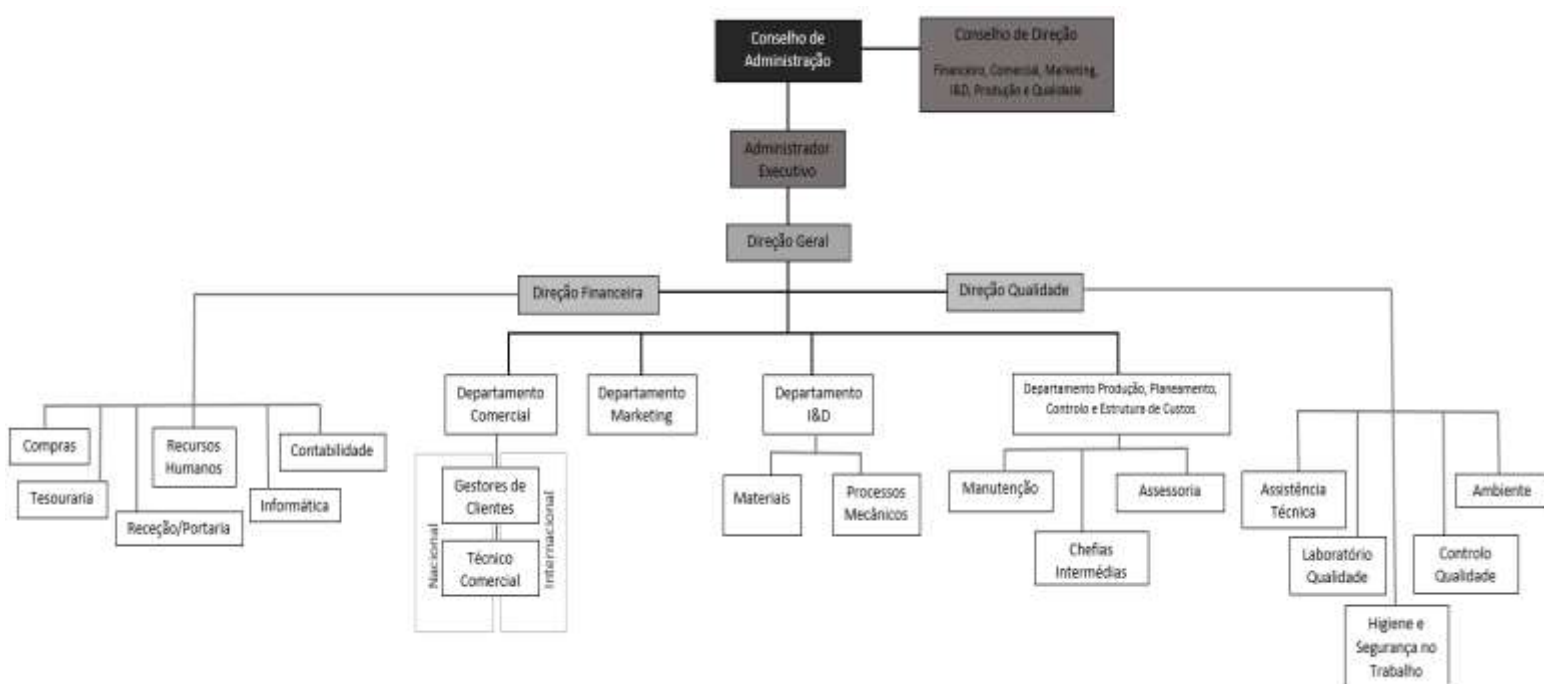 Conselho de
Administração
Conselho de Direção
Financeiro, Comercial, Marketing,
I&D, Produção e Qualidade
Administrador
Executivo
Direção Geral
Direção Financeira
Direção Qualidade
Departamento
Comercial
Departamento
Marketing
Departamento
I&D
Departamento Produção, Planeamento,
Controlo e Estrutura de Custos
Compras
Tesouraria
Receção/Portaria
Recursos
Humanos
Informática
Contabilidade
Nacional
Gestores de
Clientes
Técnico
Comercial
Internacional
Materiais
Processos
Mecânicos
Manutenção
Chefias
Intermédias
Assessoria
Assistência
Técnica
Laboratório
Qualidade
Higiene e
Segurança no
Trabalho
Controlo
Qualidade
Ambiente